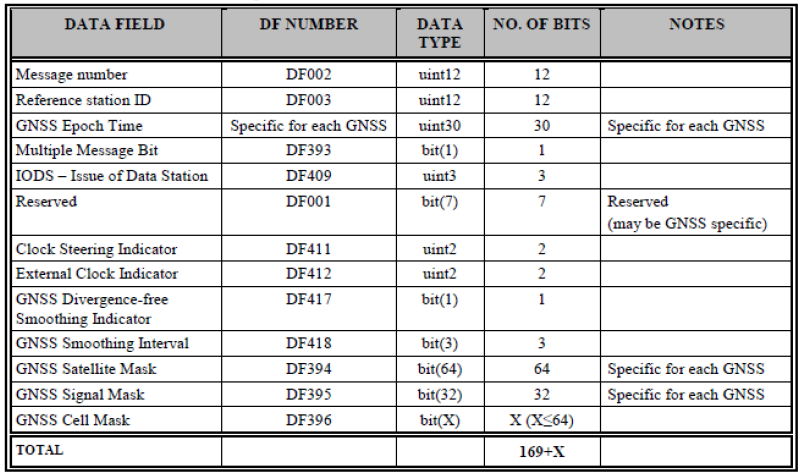 DATA FIELD DF NUMBER DATA TYPE NO. OF BITS NOTES
Message number DF002 uint12 12
Reference station ID DF003 uint12 12
GNSS Epoch Time Specific for each GNSS uint30 30 Specific for each GNSS
Multiple Message Bit DF393 bit(1) 1
IODS – Issue of Data Station DF409 uint3 3
Reserved DF001 bit(7) 7 Reserved
(may be GNSS specific)
Clock Steering Indicator DF411 uint2 2
External Clock Indicator DF412 uint2 2
GNSS Divergence-free DF417 bit(1) 1
Smoothing Indicator
GNSS Smoothing Interval DF418 bit(3) 3
GNSS Satellite Mask DF394 bit(64) 64 Specific for each GNSS
GNSS Signal Mask DF395 bit(32) 32 Specific for each GNSS
GNSS Cell Mask DF396 bit(X) X (X≤64)
TOTAL 169+X